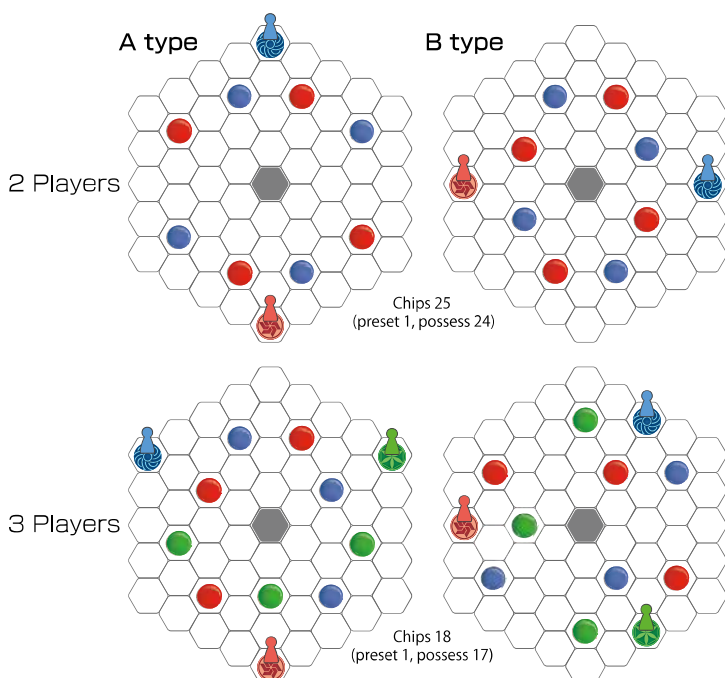 A type
B type
2 Players
Chips 25
(preset 1, possess 24)
3 Players
Chips 18
(preset 1, possess 17)